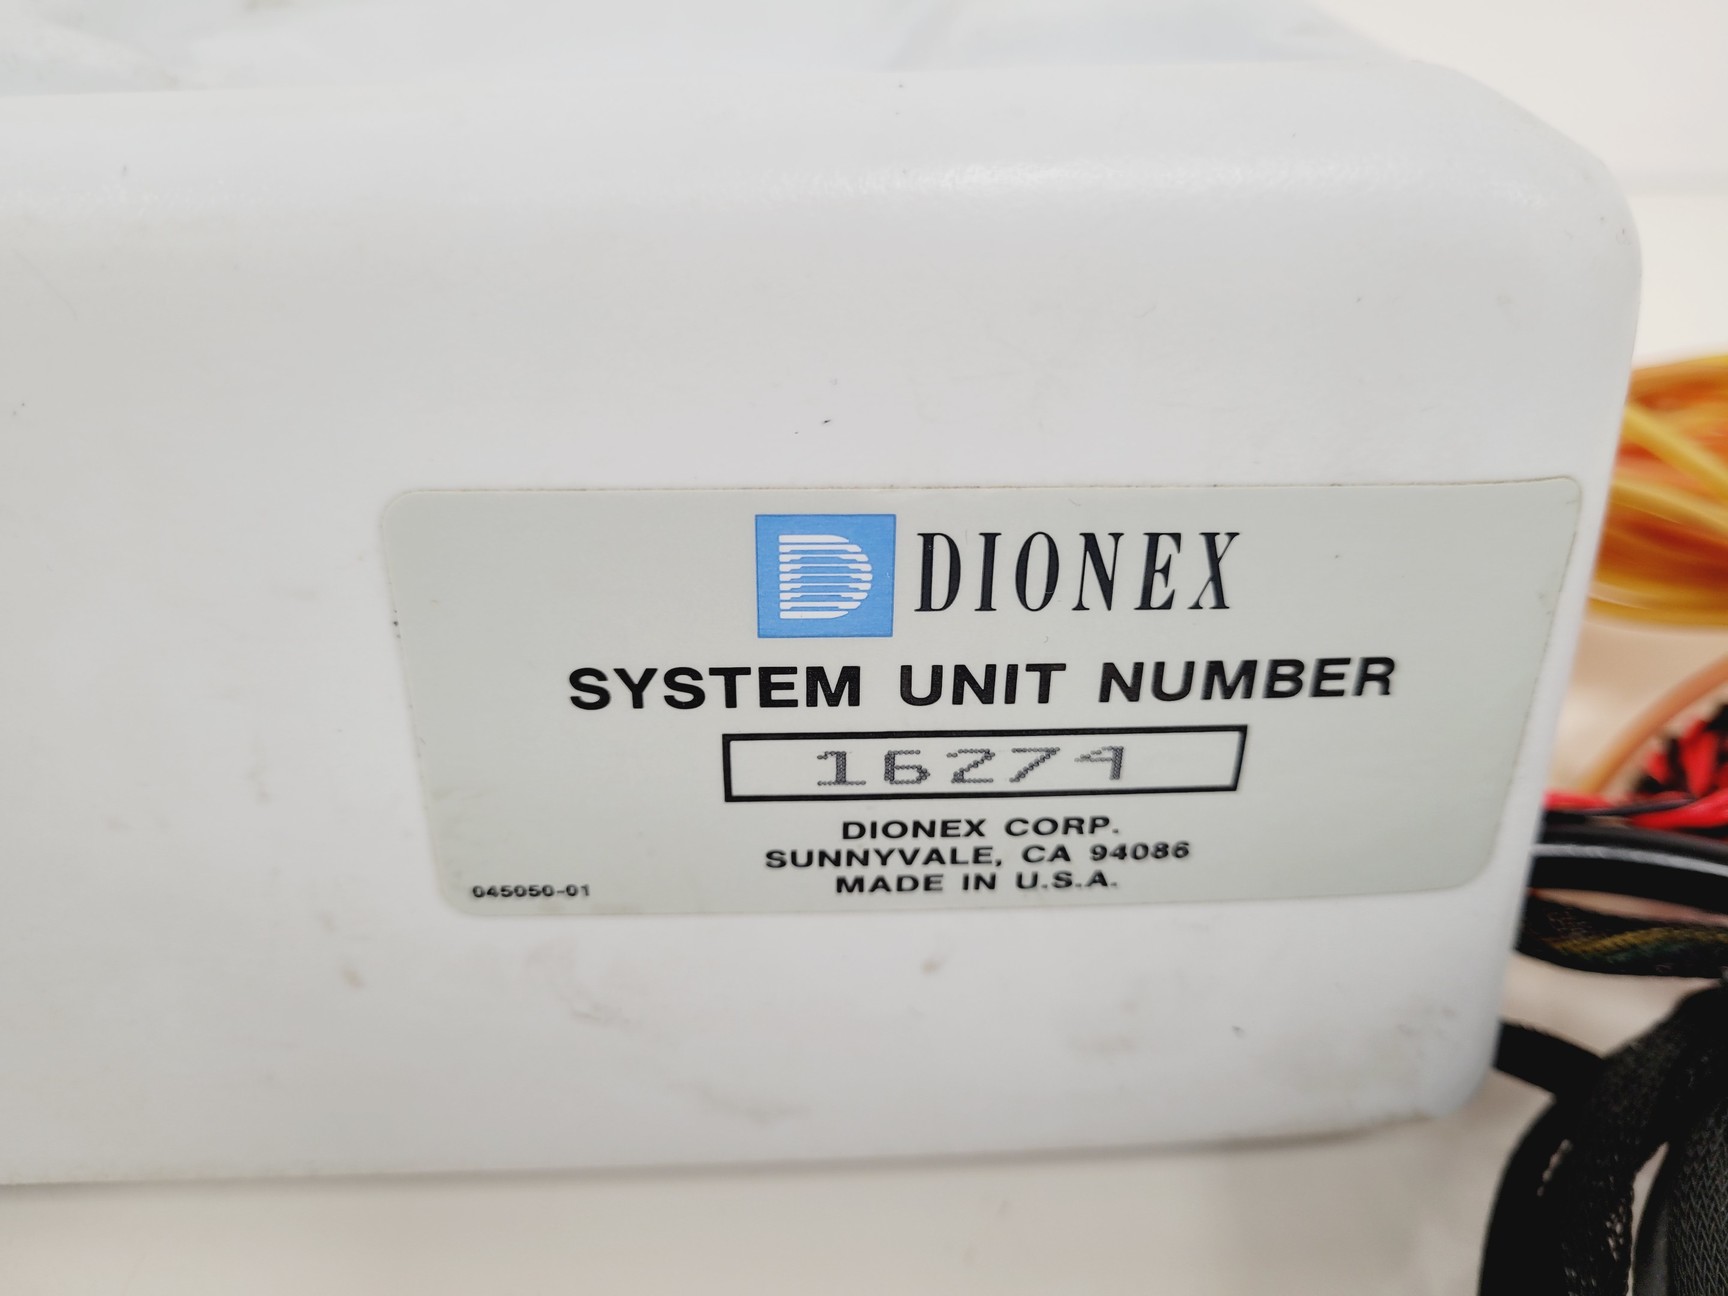 DIONEX
SYSTEM UNIT NUMBER
16274
DIONEX CORP.
SUNNYVALE, CA 94086
MADE IN U.S.A.
045050-01